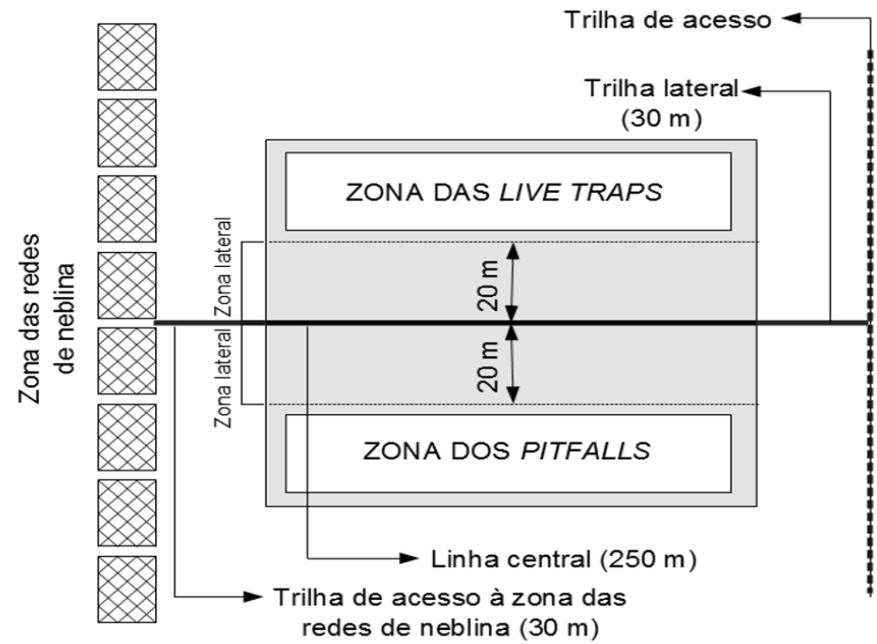 Trilha de acesso
Trilha lateral
(30 m)
ZONA DAS LIVE TRAPS
Zona lateral
20 m
Zona das redes
de neblina
Zona lateral
20 m
ZONA DOS PITFALLS
Linha central (250 m)
Trilha de acesso à zona das
redes de neblina (30 m)